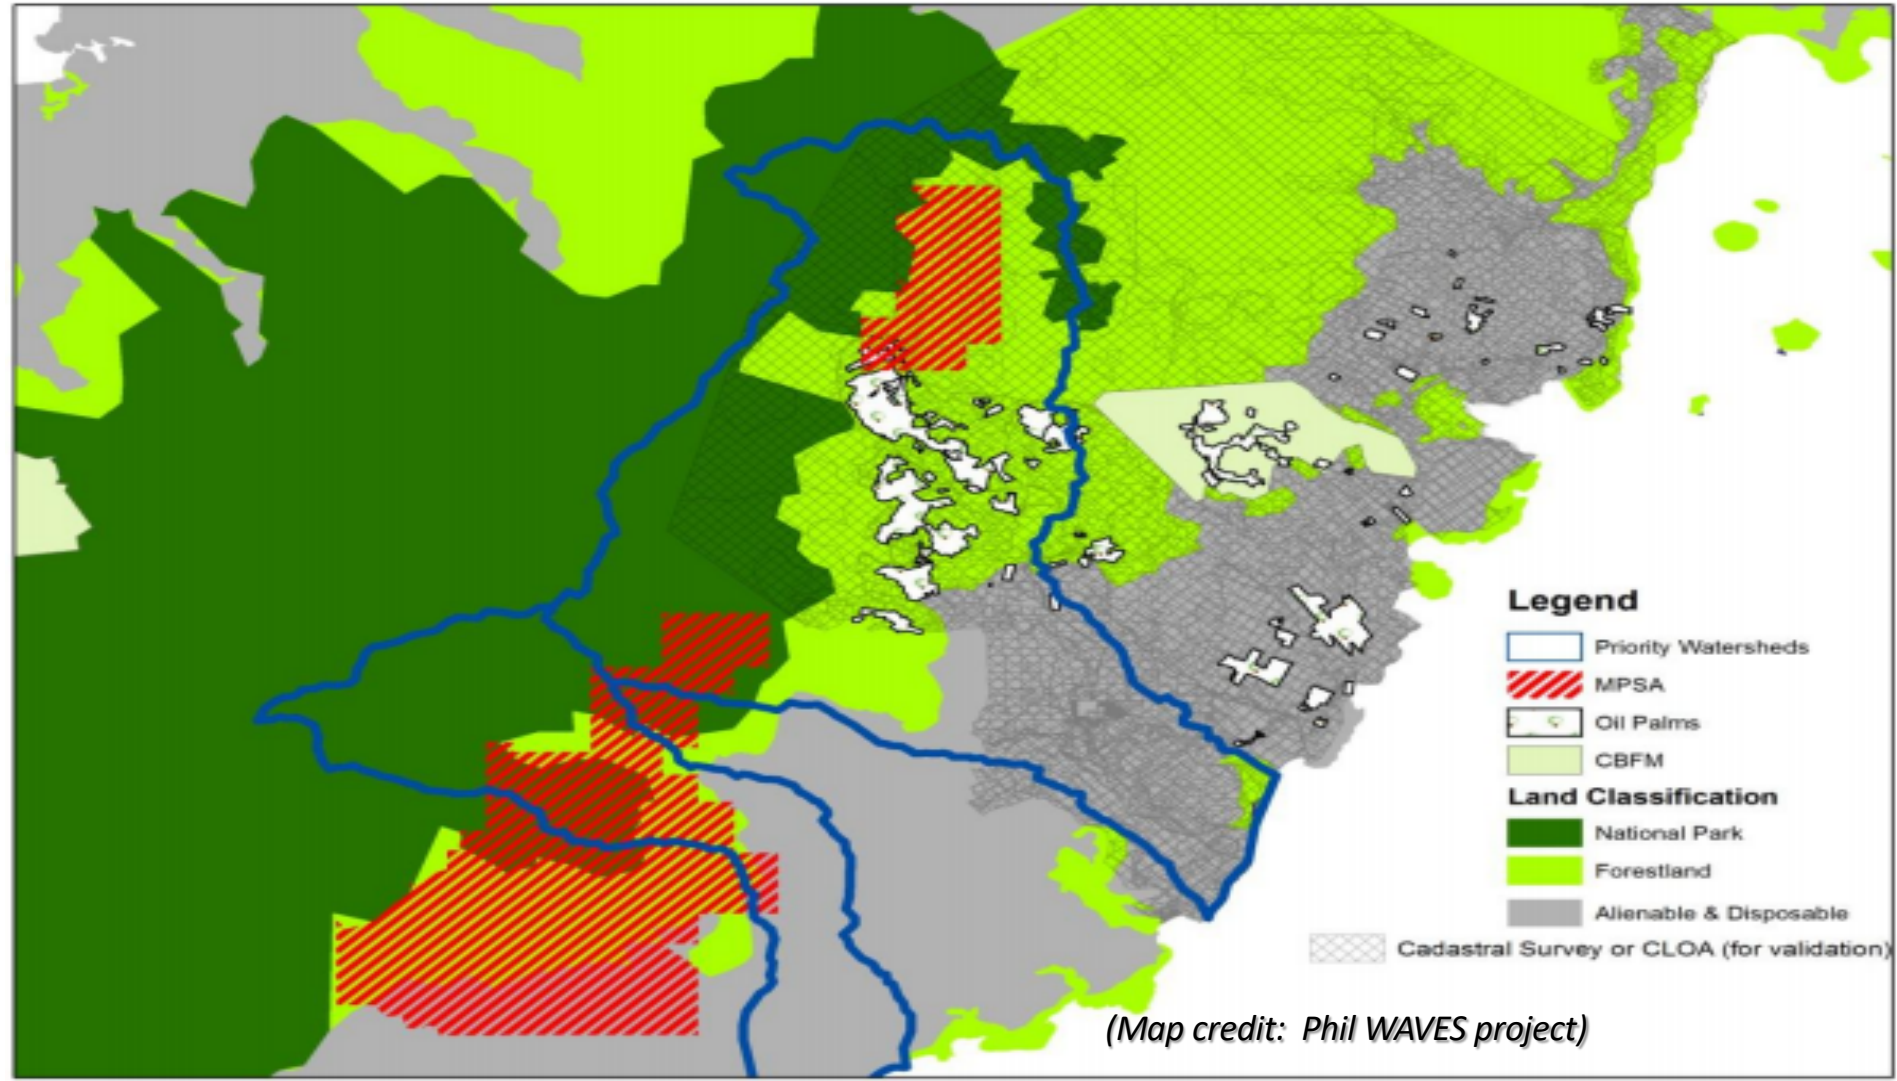 Legend
Priority Watersheds
MPSA
Oil Palms
CBFM
Land Classification
National Park
Forestland
Alienable & Disposable
Cadastral Survey or CLOA (for validation)
(Map credit: Phil WAVES project)